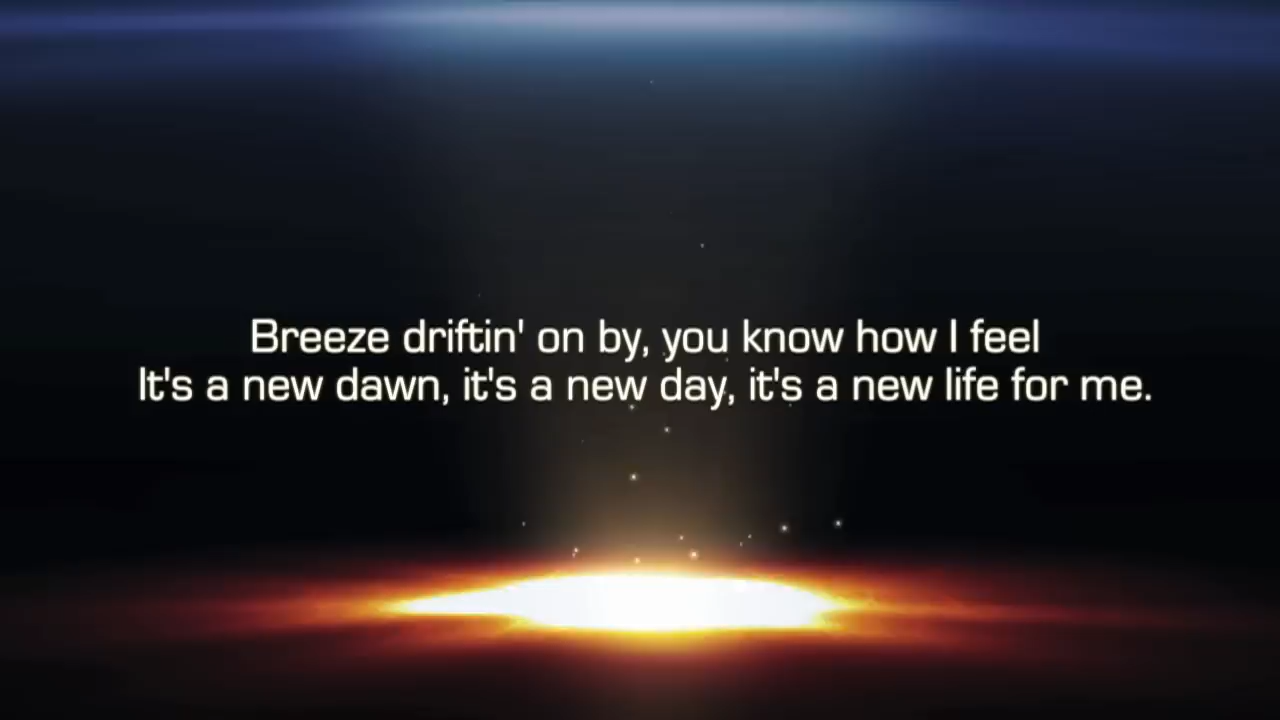 Breeze driftin' on by, you know how I feel
It's a new dawn, it's a new day, it's a new life for me.